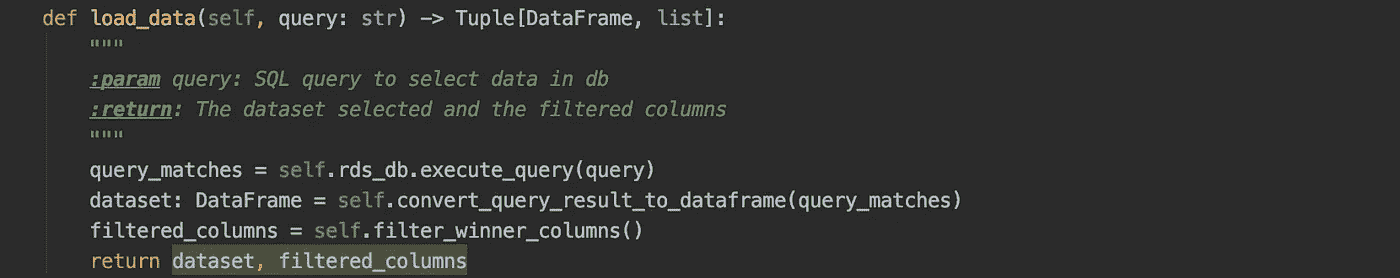 def load_data(self, query: str) -> Tuple[DataFrame, list]:
"""
:param query: SQL query to select data in db
:return: The dataset selected and the filtered columns
"""
query_matches = self.rds_db.execute_query(query)
dataset: DataFrame = self.convert_query_result_to_dataframe(query_matches)
filtered_columns = self.filter_winner_columns()
return dataset, filtered_columns